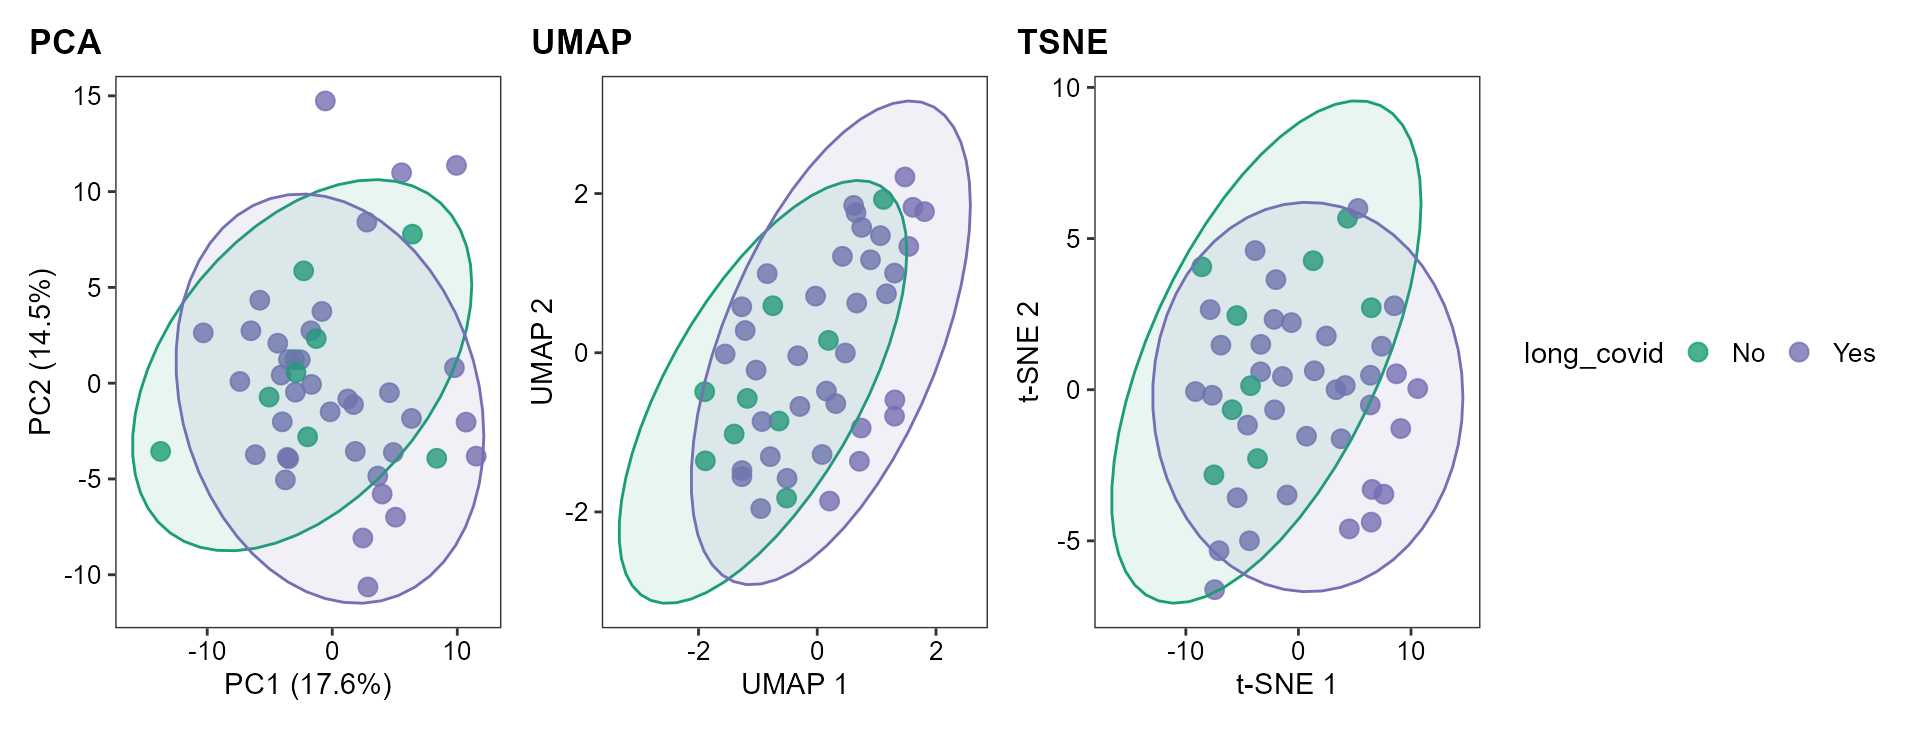 PCA
15
10
5
0
-5
-10
-10 0 10
PC1 (17.6%)
PC2 (14.5%)
UMAP
2
0
-2
-2 0 2
UMAP 1
UMAP 2
TSNE
10
5
0
-5
-10 0 10
t-SNE 1
t-SNE 2
long_covid No Yes